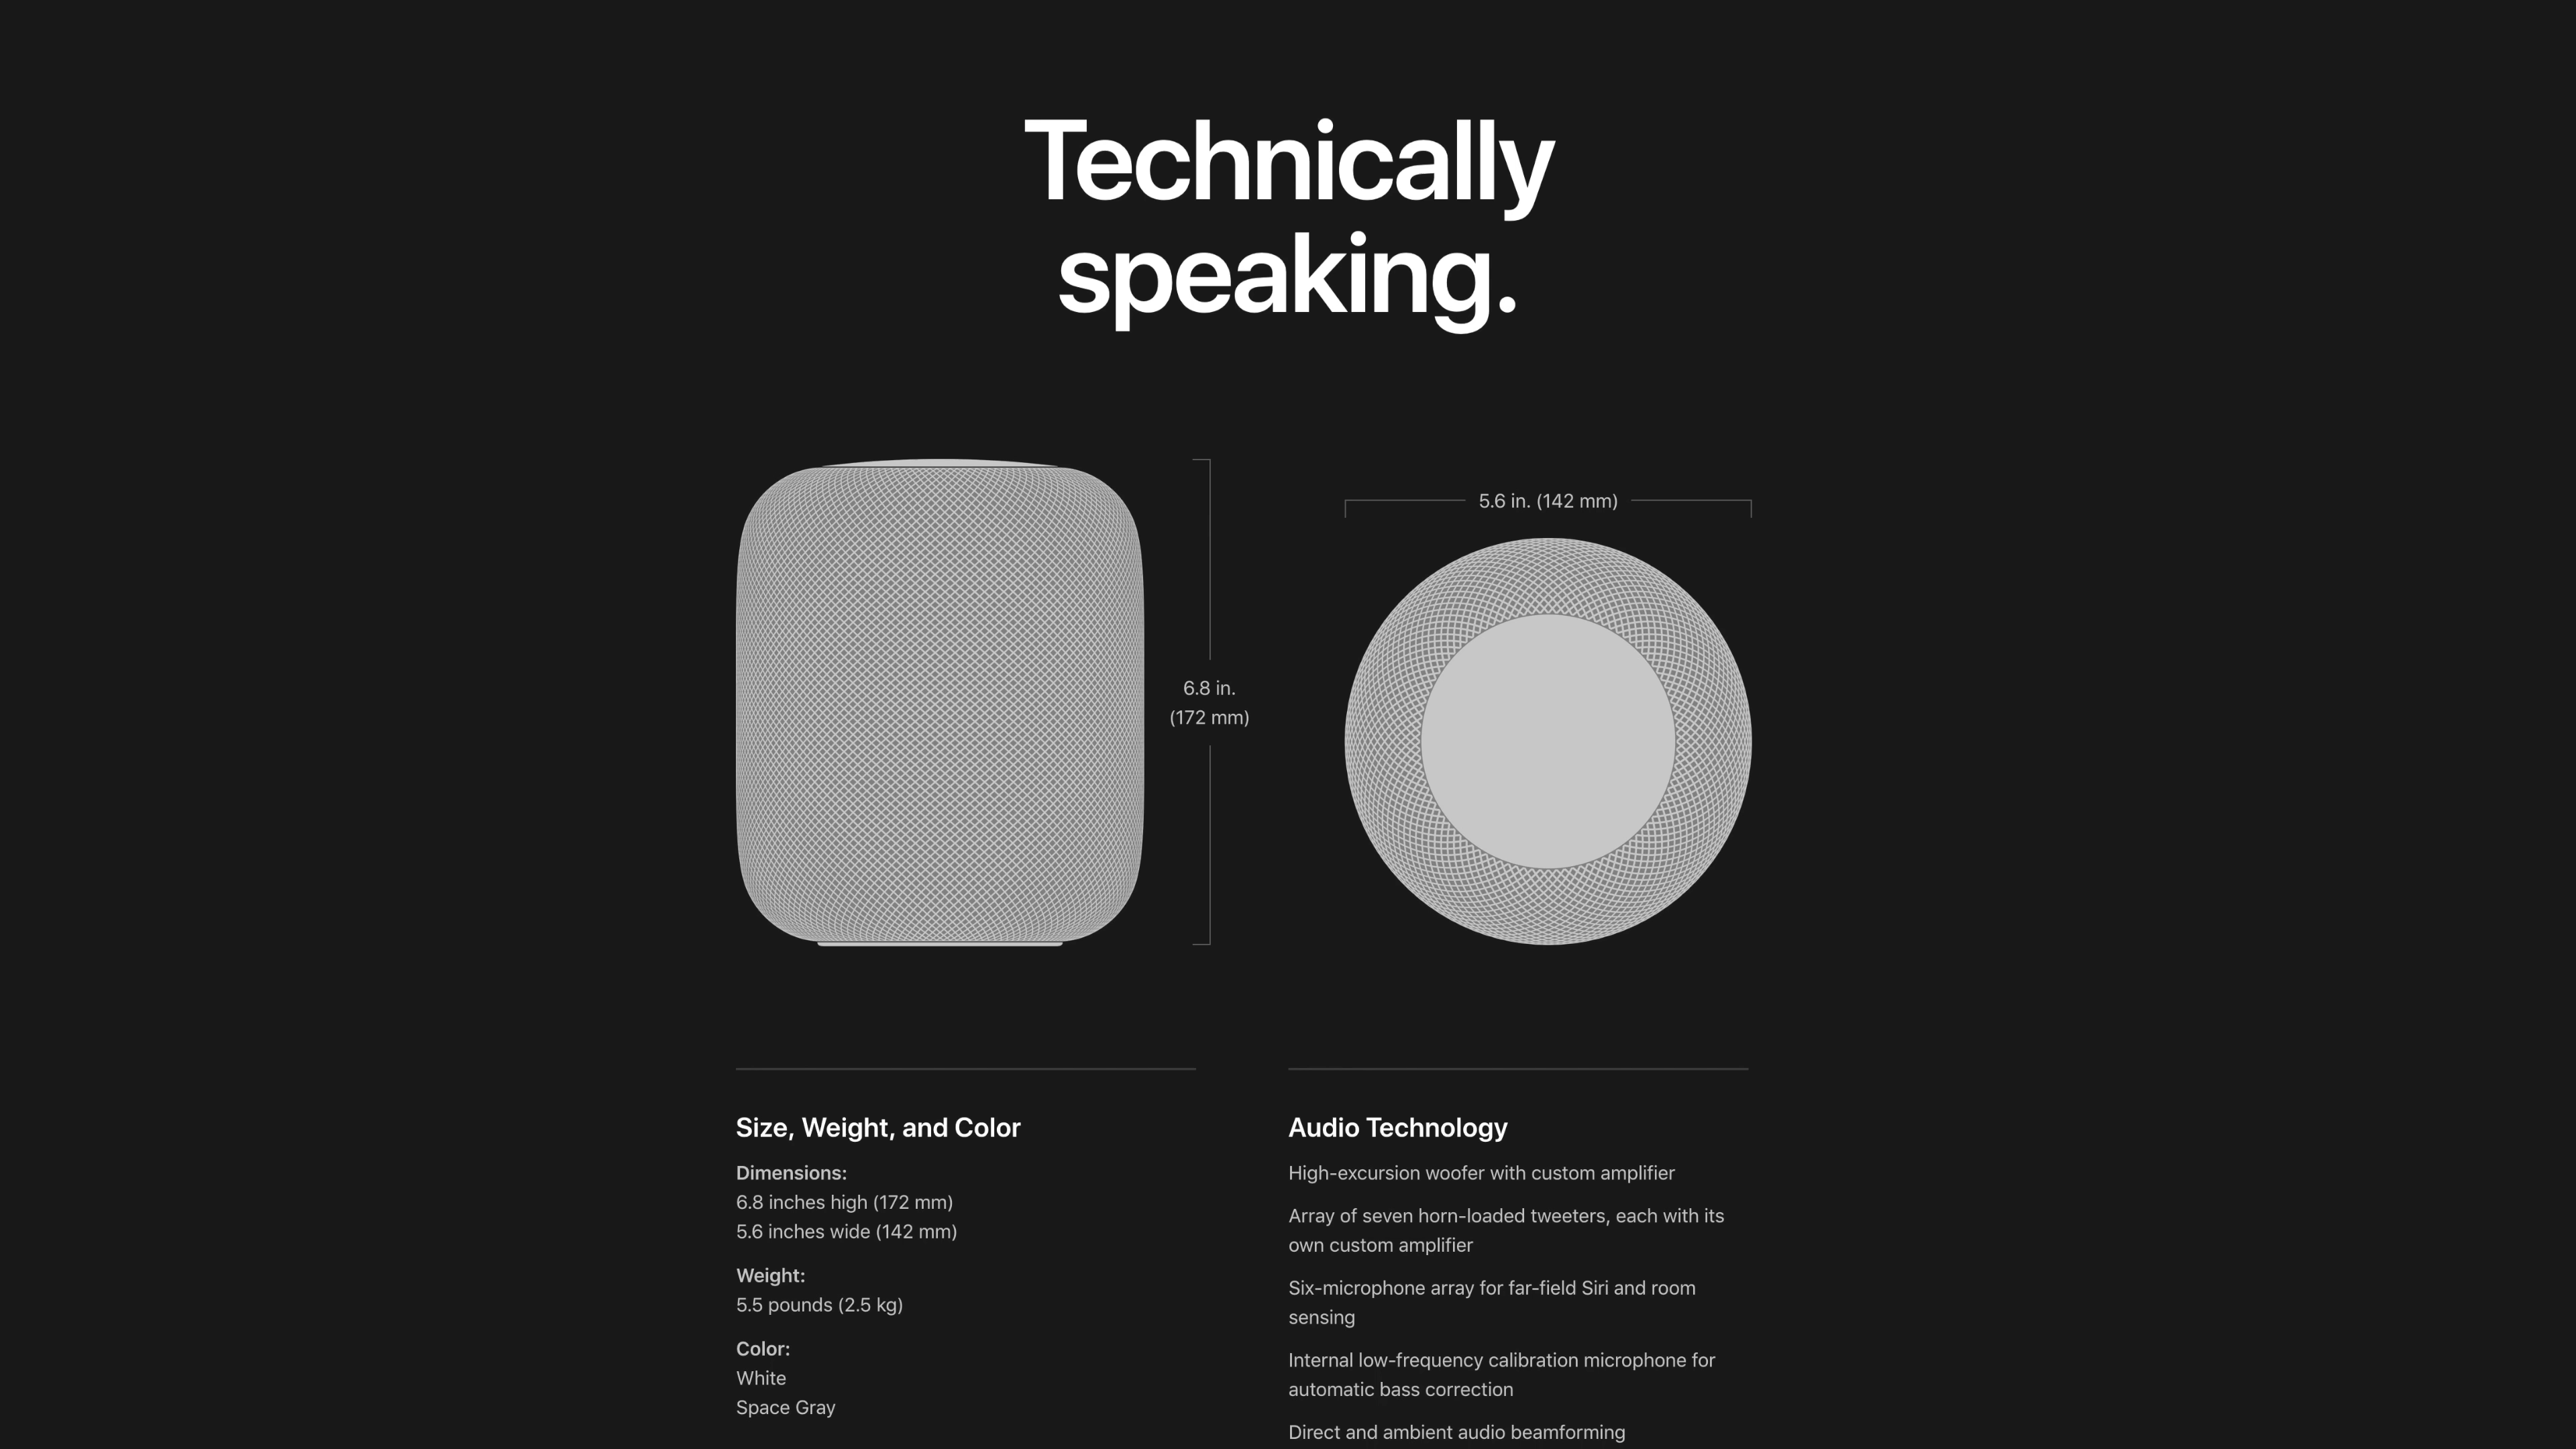 Technically
speaking.
6.8 in.
(172 mm)
5.6 in. (142 mm)
Size, Weight, and Color
Dimensions:
6.8 inches high (172 mm)
5.6 inches wide (142 mm)
Weight:
5.5 pounds (2.5 kg)
Color:
White
Space Gray
Audio Technology
High-excursion woofer with custom amplifier
Array of seven horn-loaded tweeters, each with its
own custom amplifier
Six-microphone array for far-field Siri and room
sensing
Internal low-frequency calibration microphone for
automatic bass correction
Direct and ambient audio beamforming